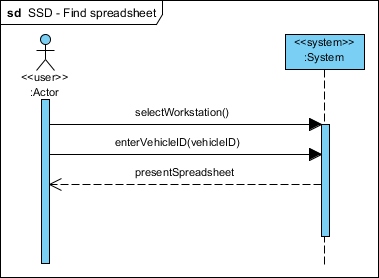 sd SSD - Find spreadsheet
<<user>>
:Actor
<<system>>
:System
selectWorkstation()
enterVehicleID(vehicleID)
presentSpreadsheet